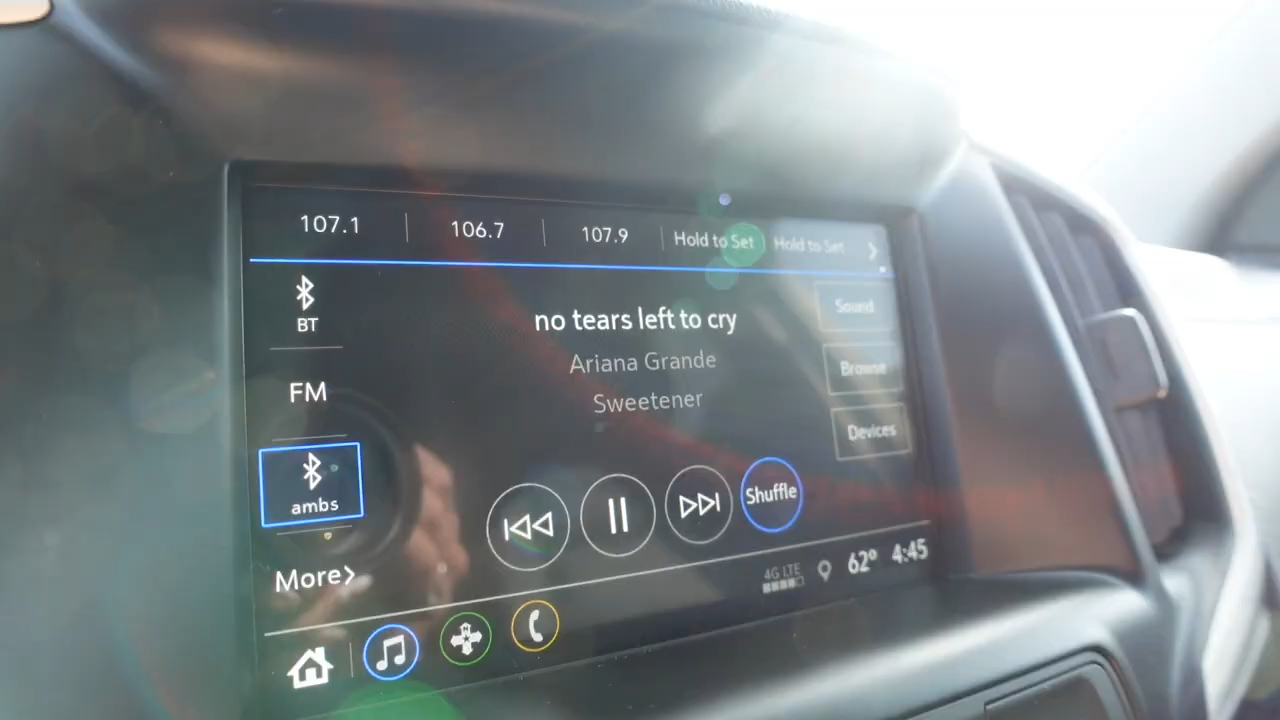 107.1 106.7 107.9 Hold to Set Hold to Set
BT
FM
ambs
More
no tears left to cry
Ariana Grande
Sweetener
Sound
Browse
Devices
Shuffle
4G LTE 62° 4:45